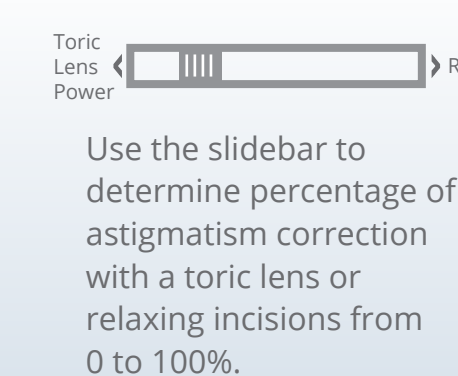 Toric
Lens
Power
R
Use the slidebar to
determine percentage of
astigmatism correction
with a toric lens or
relaxing incisions from
0 to 100%.